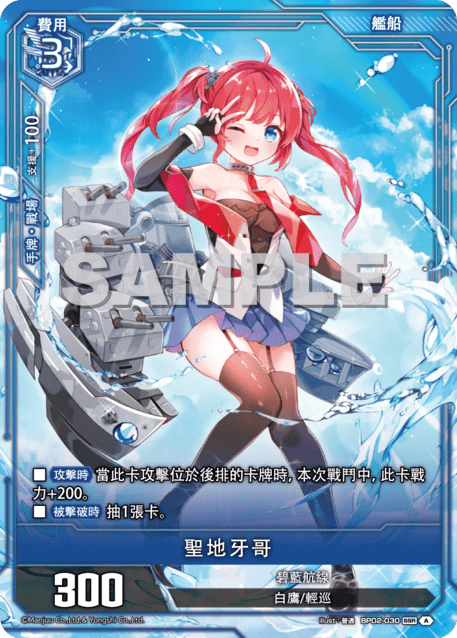 費用
3
艦船
手牌・戰場 支援+100
SAMPLE
攻擊時 當此卡攻擊位於後排的卡牌時,本次戰鬥中,此卡戰
力+200。
被擊破時 抽1張卡。
聖地牙哥
300
碧藍航線
白鷹/輕巡
©Manjuu Co.,Ltd & Yongshi Co.,Ltd. illust：普通 BP02-030 SSR A